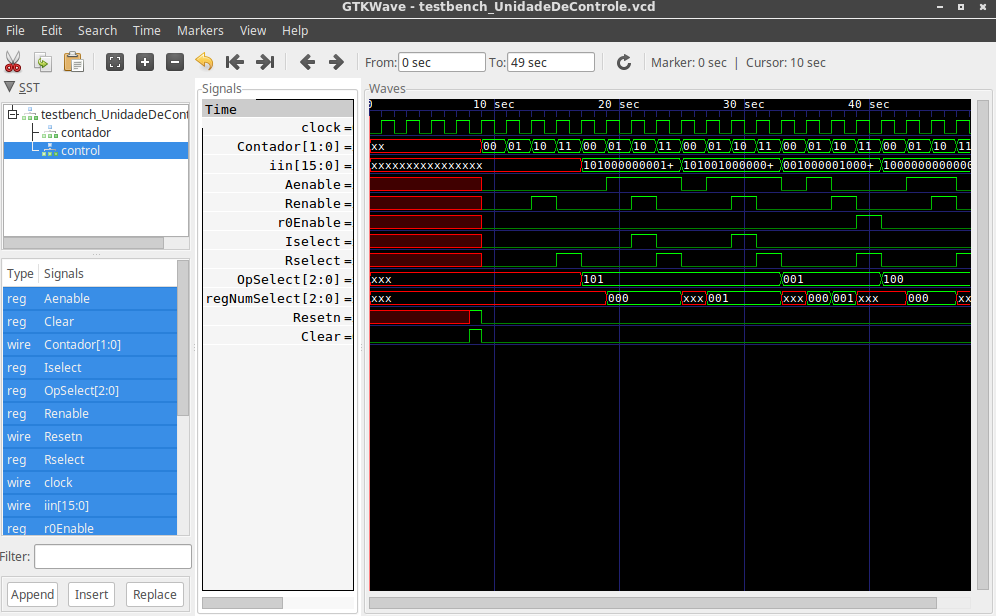 GTKWave - testbench_UnidadeDeControle.vcd
File Edit Search Time Markers View Help
From: 0 sec To: 49 sec Marker: 0 sec | Cursor: 10 sec
SST
testbench_UnidadeDeCont
contador
control
Type Signals
reg Aenable
reg Clear
wire Contador[1:0]
reg Iselect
reg OpSelect[2:0]
reg Renable
wire Resetn
reg Rselect
wire clock
wire iin[15:0]
reg r0Enable
Filter:
Append Insert Replace
Signals
Time
clock =
Contador[1:0] =
iin[15:0] =
Aenable =
Renable =
r0Enable =
Iselect =
Rselect =
OpSelect[2:0] =
regNumSelect[2:0] =
Resetn =
Clear =
Waves
0 10 sec 20 sec 30 sec 40 sec
xx 00 01 10 11 00 01 10 11 00 01 10 11 00 01 10 11 00 01 10 11
xxxxxxxxxxxxxxxx 101000000001+ 101001000000+ 001000001000+ 1000000000000
xxx 101 001 100
xxx 000 xxx 001 xxx 000 001 xxx 000 xx